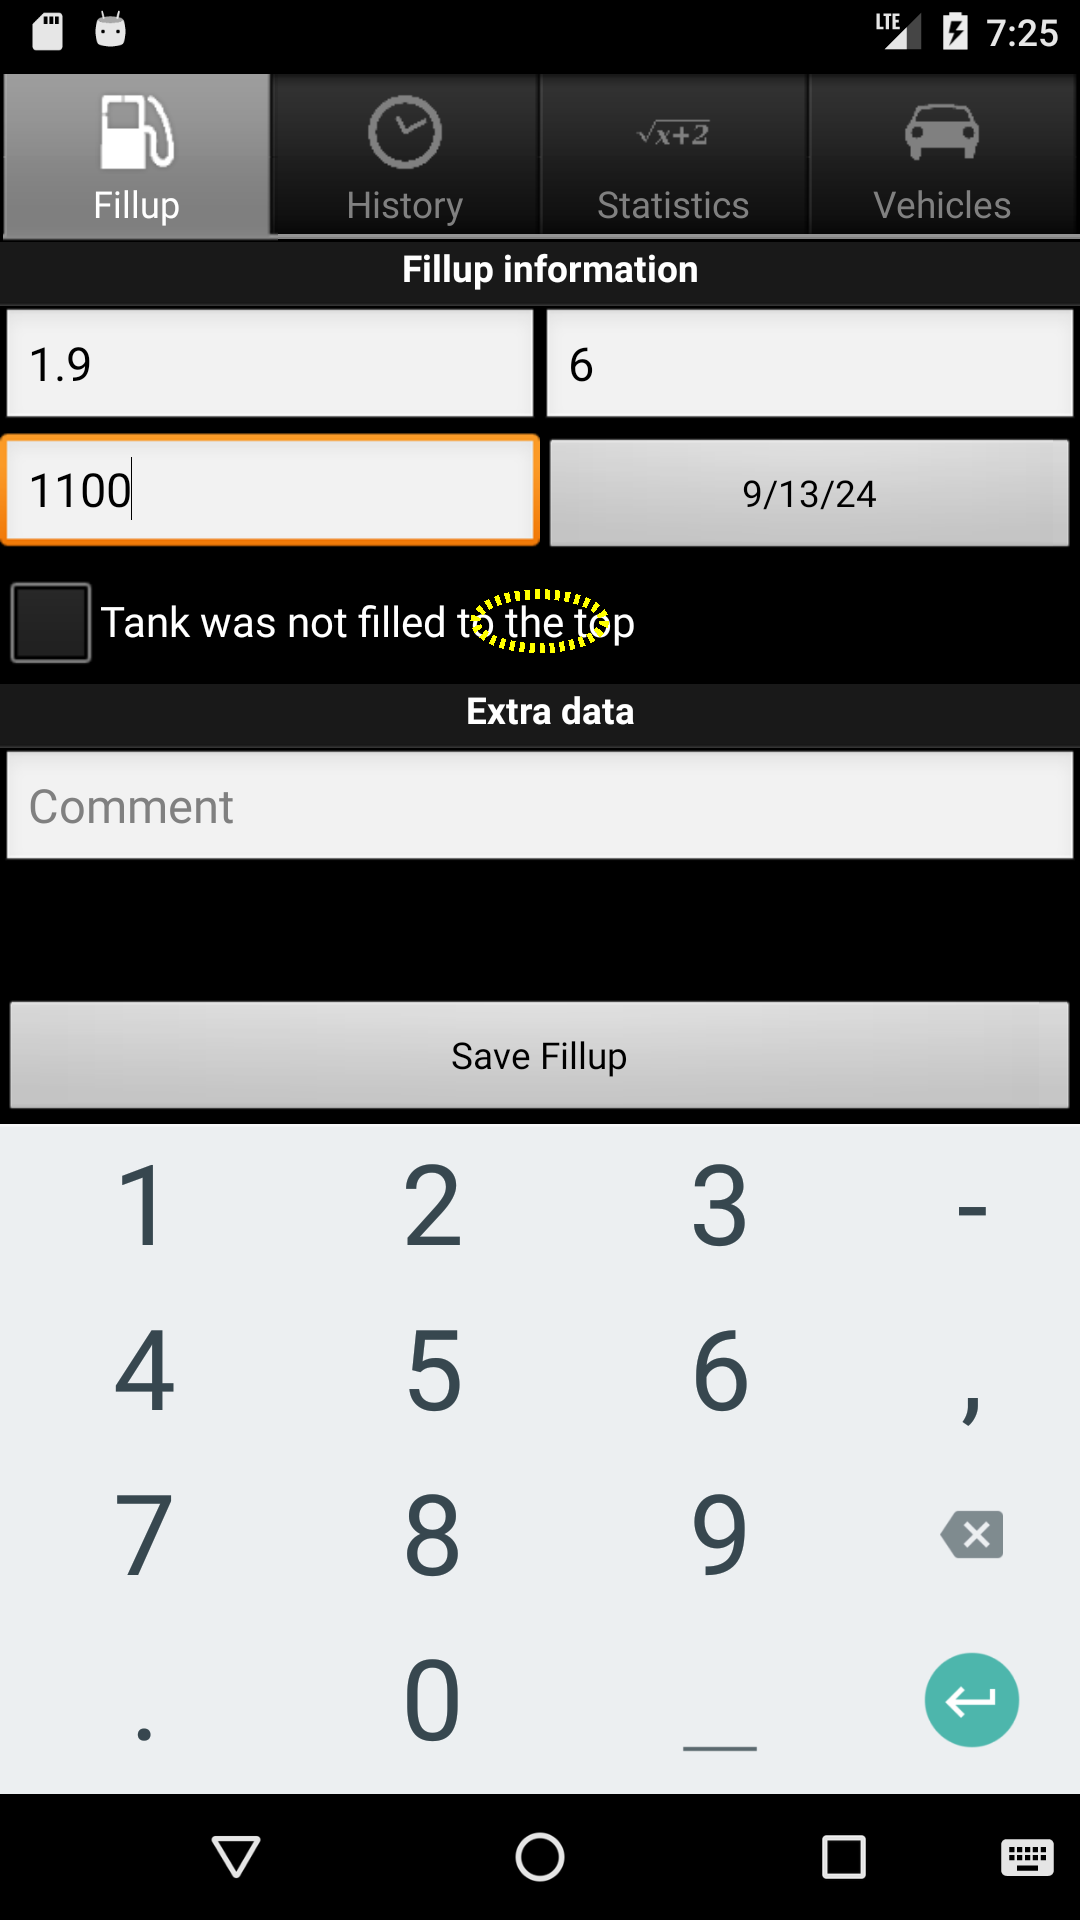 LTE 7:25
Fillup History √x+2 Statistics Vehicles
Fillup information
1.9 6
1100 9/13/24
Tank was not filled to the top
Extra data
Comment
Save Fillup
1 2 3 -
4 5 6 ,
7 8 9
. 0 _